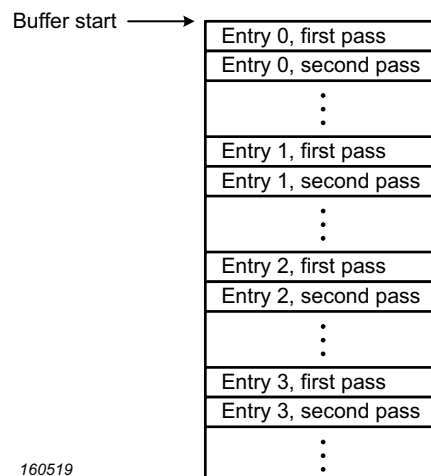 Buffer start
Entry 0, first pass
Entry 0, second pass
Entry 1, first pass
Entry 1, second pass
Entry 2, first pass
Entry 2, second pass
Entry 3, first pass
Entry 3, second pass
160519